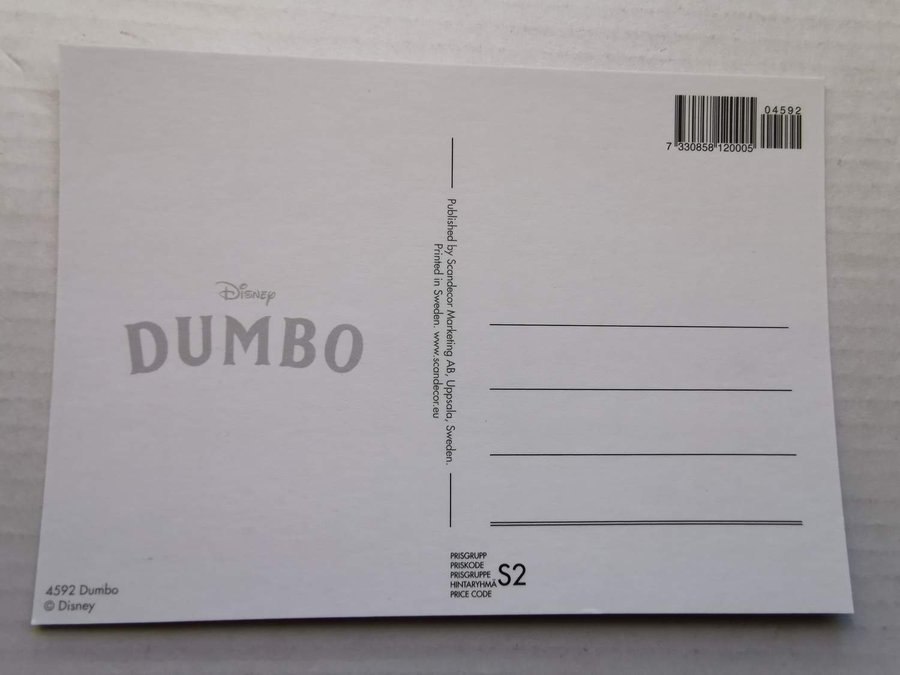 04592
7 330858 120005
Published by Scandecor Marketing AB, Uppsala, Sweden.
Printed in Sweden. www.scandecor.eu
Disney
DUMBO
PRISGRUPP
PRISKODE
PRISGRUPPE
HINTARYHMÄ
PRICE CODE
S2
4592 Dumbo
© Disney